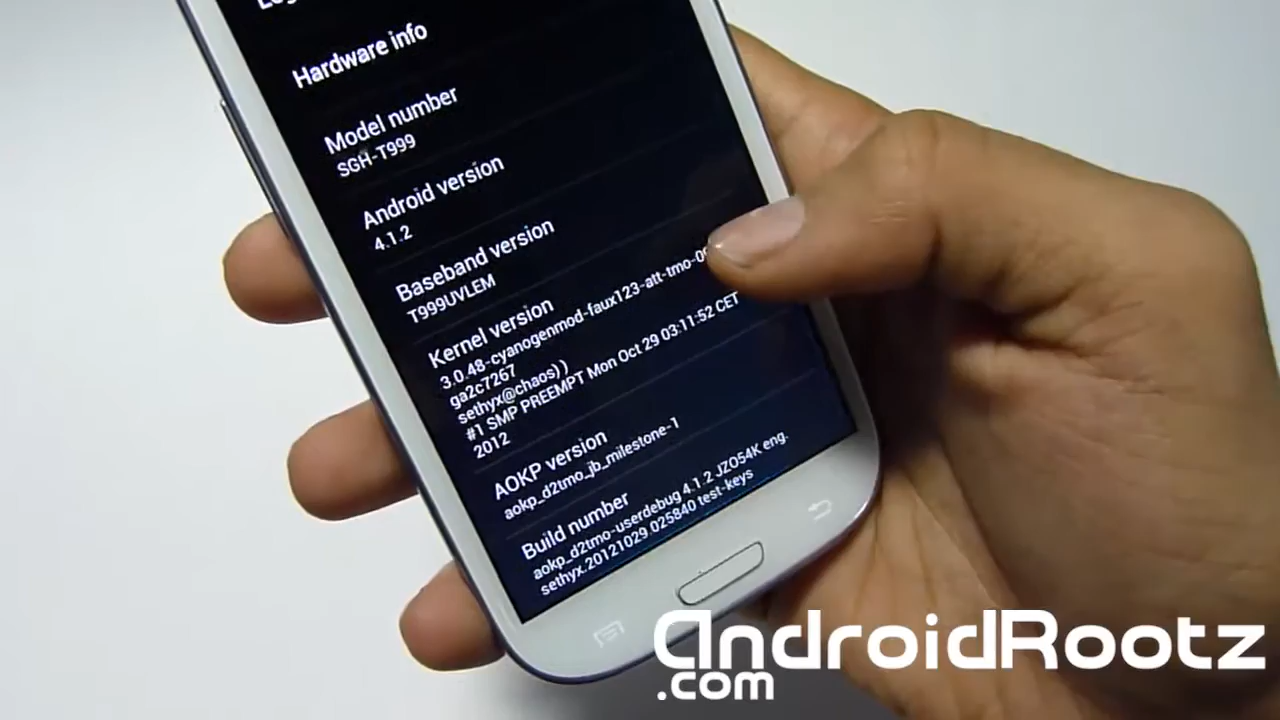 Hardware info
Model number
SGH-T999
Android version
4.1.2
Baseband version
T999UVLEM
Kernel version
3.0.48-cyanogenmod-faux123-att-tmo-
ga2c7267
sethyx@chaos))
#1 SMP PREEMPT Mon Oct 29 03:11:52 CET
2012
AOKP version
aokp_d2tmo_jb_milestone-1
Build number
aokp_d2tmo-userdebug 4.1.2 JZO54K eng.
sethyx.20121029.025840 test-keys
AndroidRootz
.com